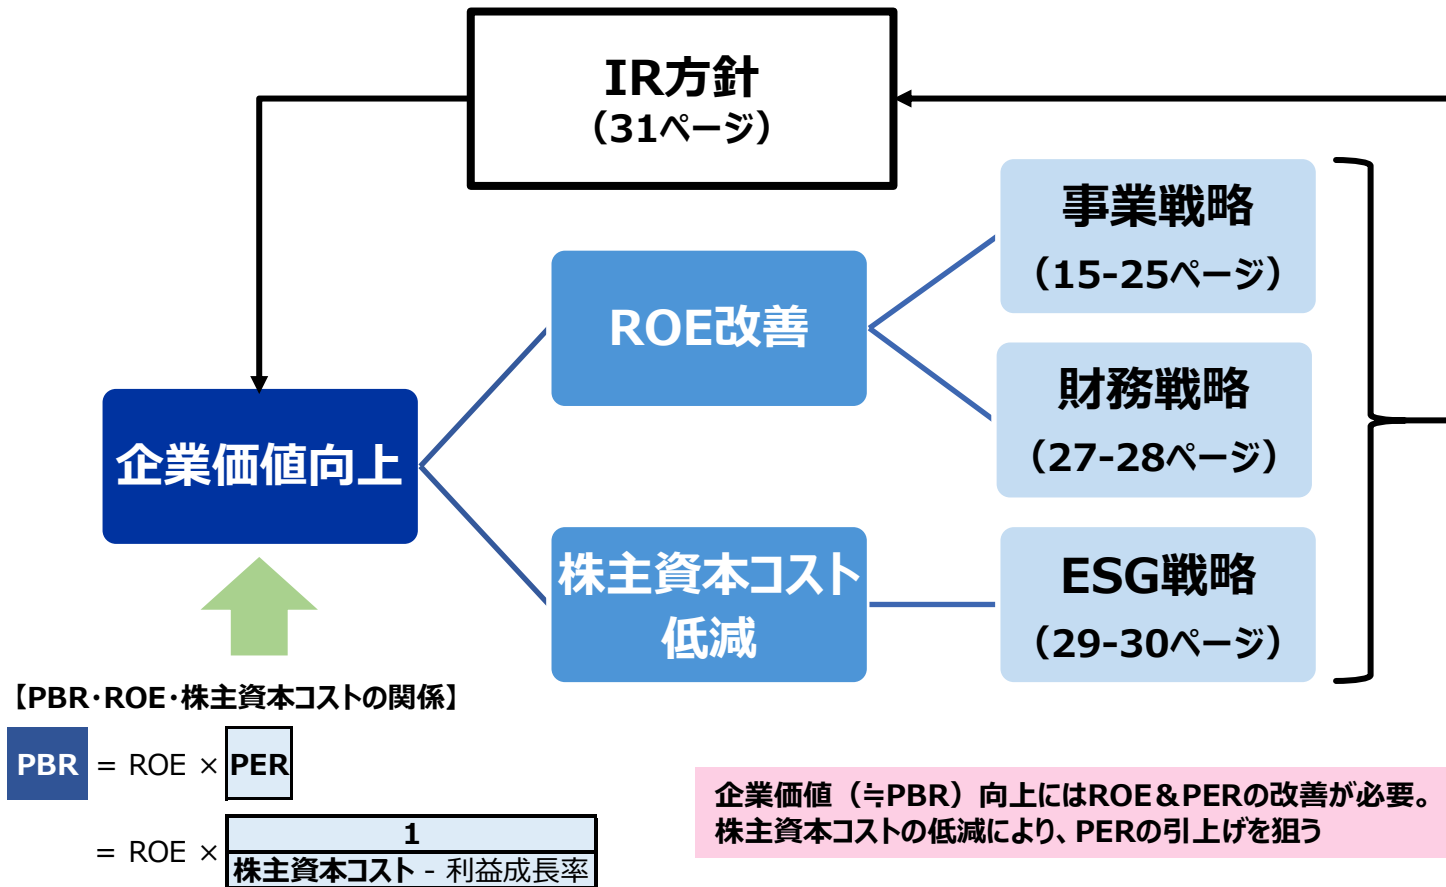 IR方針
（31ページ）
事業戦略
（15-25ページ）
ROE改善
財務戦略
（27-28ページ）
企業価値向上
株主資本コスト
低減
ESG戦略
（29-30ページ）
【PBR・ROE・株主資本コストの関係】
PBR = ROE × PER
= ROE × 1
株主資本コスト - 利益成長率
企業価値（≒PBR）向上にはROE＆PERの改善が必要。
株主資本コストの低減により、PERの引上げを狙う